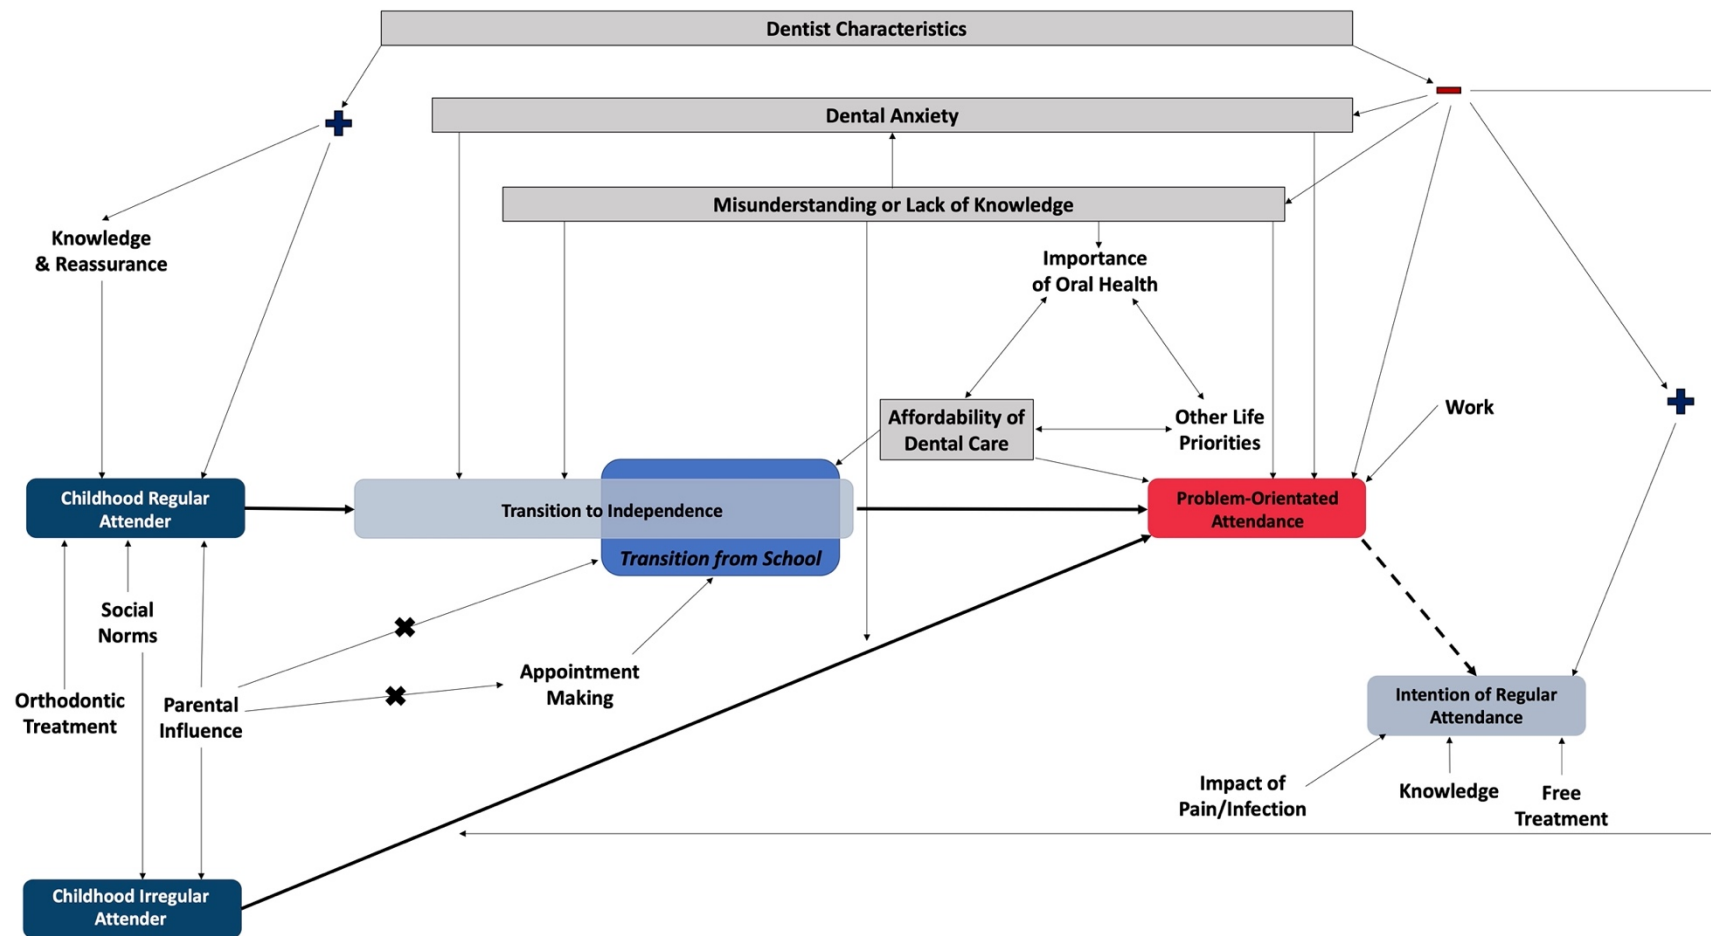 Dentist Characteristics
Dental Anxiety
Misunderstanding or Lack of Knowledge
Knowledge
& Reassurance
Importance
of Oral Health
Affordability of
Dental Care
Other Life
Priorities
Work
Childhood Regular
Attender
Transition to Independence
Problem-Orientated
Attendance
Transition from School
Social
Norms
Appointment
Making
Orthodontic
Treatment
Parental
Influence
Intention of Regular
Attendance
Impact of
Pain/Infection
Knowledge
Free
Treatment
Childhood Irregular
Attender